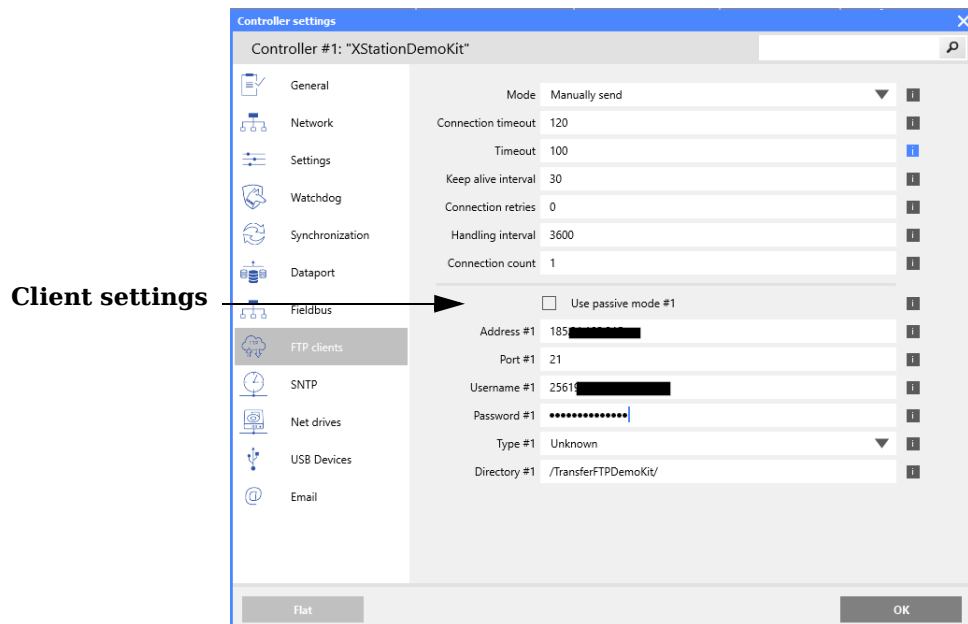 Controller settings
Controller #1: "XStationDemoKit"
General
Network
Settings
Watchdog
Synchronization
Dataport
Fieldbus
FTP clients
SNTP
Net drives
USB Devices
Email
Mode Manually send
Connection timeout 120
Timeout 100
Keep alive interval 30
Connection retries 0
Handling interval 3600
Connection count 1
Client settings
Use passive mode #1
Address #1 185.
Port #1 21
Username #1 25619
Password #1 ••••••••••••••
Type #1 Unknown
Directory #1 /TransferFTPDemoKit/
Flat
OK